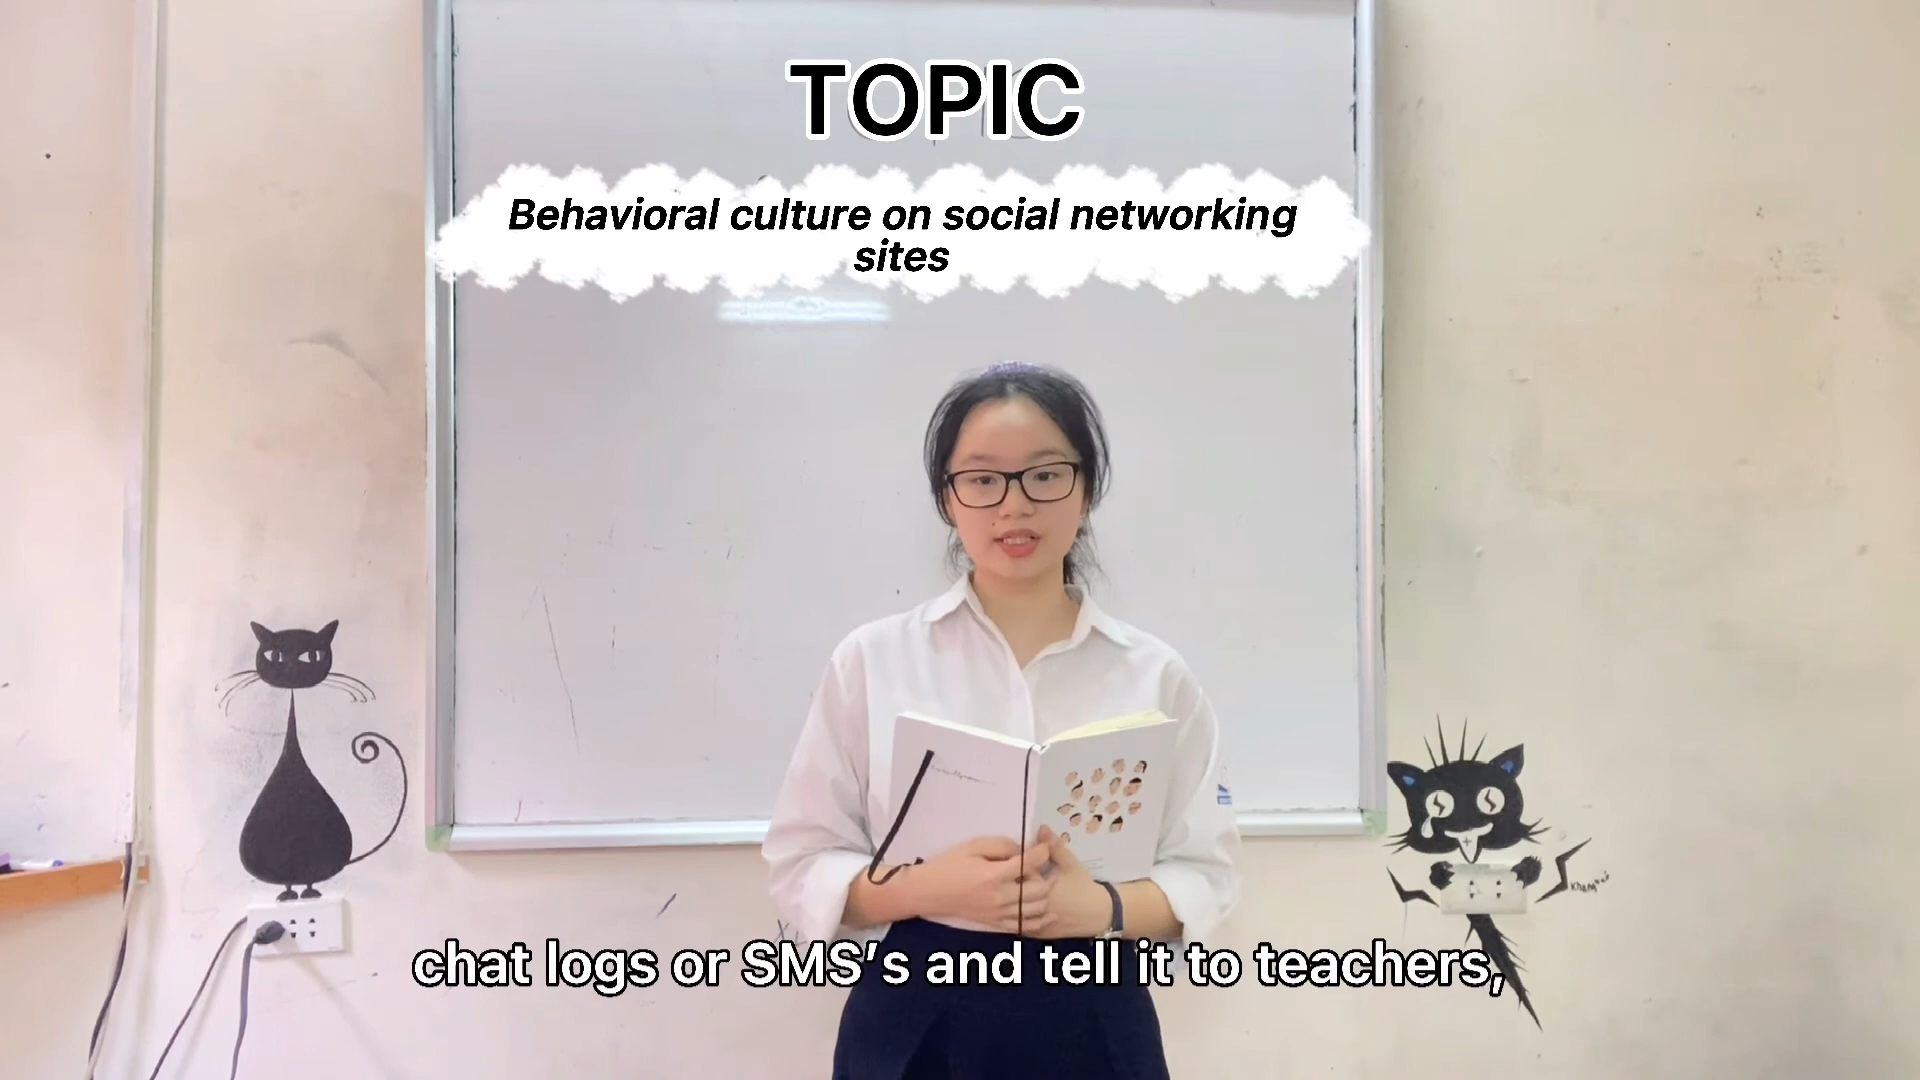 TOPIC
Behavioral culture on social networking
sites
chat logs or SMS's and tell it to teachers,